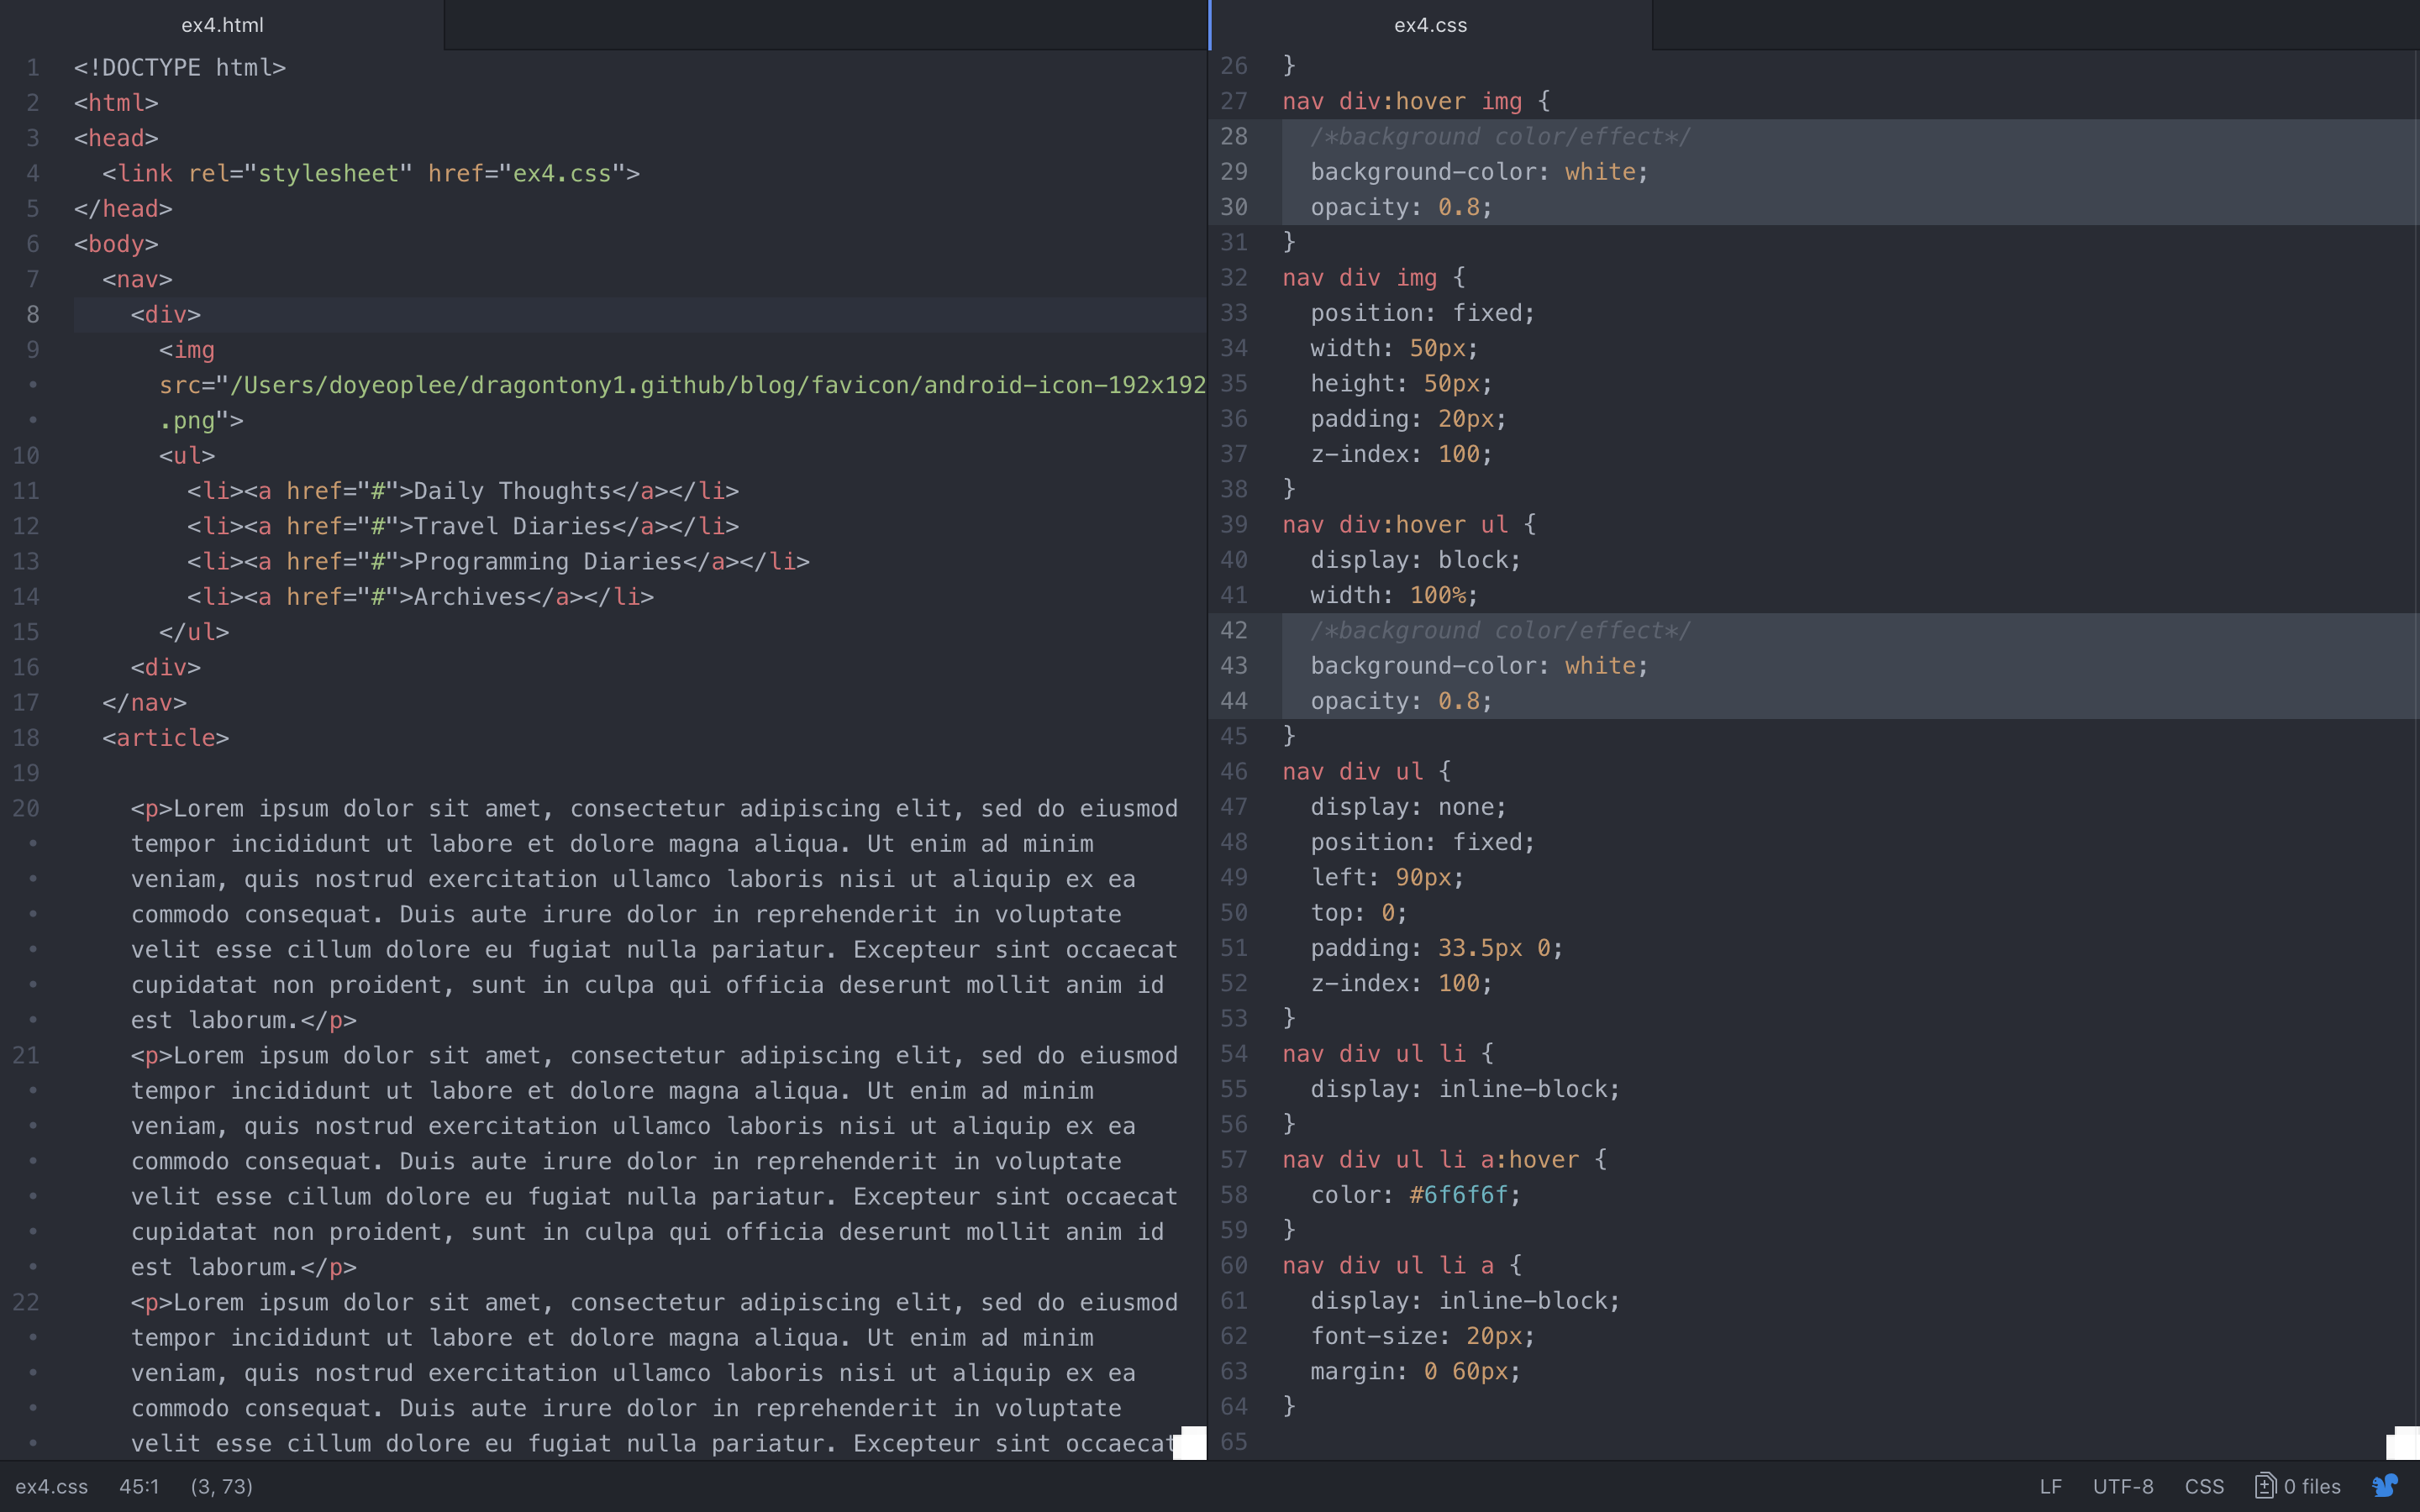 ex4.html
1 <!DOCTYPE html>
2 <html>
3 <head>
4   <link rel="stylesheet" href="ex4.css">
5 </head>
6 <body>
7   <nav>
8     <div>
9       <img
•       src="/Users/doyeoplee/dragontony1.github/blog/favicon/android-icon-192x192
•       .png">
10       <ul>
11         <li><a href="#">Daily Thoughts</a></li>
12         <li><a href="#">Travel Diaries</a></li>
13         <li><a href="#">Programming Diaries</a></li>
14         <li><a href="#">Archives</a></li>
15       </ul>
16     <div>
17   </nav>
18   <article>
19
20     <p>Lorem ipsum dolor sit amet, consectetur adipiscing elit, sed do eiusmod
•     tempor incididunt ut labore et dolore magna aliqua. Ut enim ad minim
•     veniam, quis nostrud exercitation ullamco laboris nisi ut aliquip ex ea
•     commodo consequat. Duis aute irure dolor in reprehenderit in voluptate
•     velit esse cillum dolore eu fugiat nulla pariatur. Excepteur sint occaecat
•     cupidatat non proident, sunt in culpa qui officia deserunt mollit anim id
•     est laborum.</p>
21     <p>Lorem ipsum dolor sit amet, consectetur adipiscing elit, sed do eiusmod
•     tempor incididunt ut labore et dolore magna aliqua. Ut enim ad minim
•     veniam, quis nostrud exercitation ullamco laboris nisi ut aliquip ex ea
•     commodo consequat. Duis aute irure dolor in reprehenderit in voluptate
•     velit esse cillum dolore eu fugiat nulla pariatur. Excepteur sint occaecat
•     cupidatat non proident, sunt in culpa qui officia deserunt mollit anim id
•     est laborum.</p>
22     <p>Lorem ipsum dolor sit amet, consectetur adipiscing elit, sed do eiusmod
•     tempor incididunt ut labore et dolore magna aliqua. Ut enim ad minim
•     veniam, quis nostrud exercitation ullamco laboris nisi ut aliquip ex ea
•     commodo consequat. Duis aute irure dolor in reprehenderit in voluptate
•     velit esse cillum dolore eu fugiat nulla pariatur. Excepteur sint occaecat
ex4.css
26 }
27 nav div:hover img {
28   /*background color/effect*/
29   background-color: white;
30   opacity: 0.8;
31 }
32 nav div img {
33   position: fixed;
34   width: 50px;
35   height: 50px;
36   padding: 20px;
37   z-index: 100;
38 }
39 nav div:hover ul {
40   display: block;
41   width: 100%;
42   /*background color/effect*/
43   background-color: white;
44   opacity: 0.8;
45 }
46 nav div ul {
47   display: none;
48   position: fixed;
49   left: 90px;
50   top: 0;
51   padding: 33.5px 0;
52   z-index: 100;
53 }
54 nav div ul li {
55   display: inline-block;
56 }
57 nav div ul li a:hover {
58   color: #6f6f6f;
59 }
60 nav div ul li a {
61   display: inline-block;
62   font-size: 20px;
63   margin: 0 60px;
64 }
65
ex4.css 45:1 (3, 73) LF UTF-8 CSS 0 files